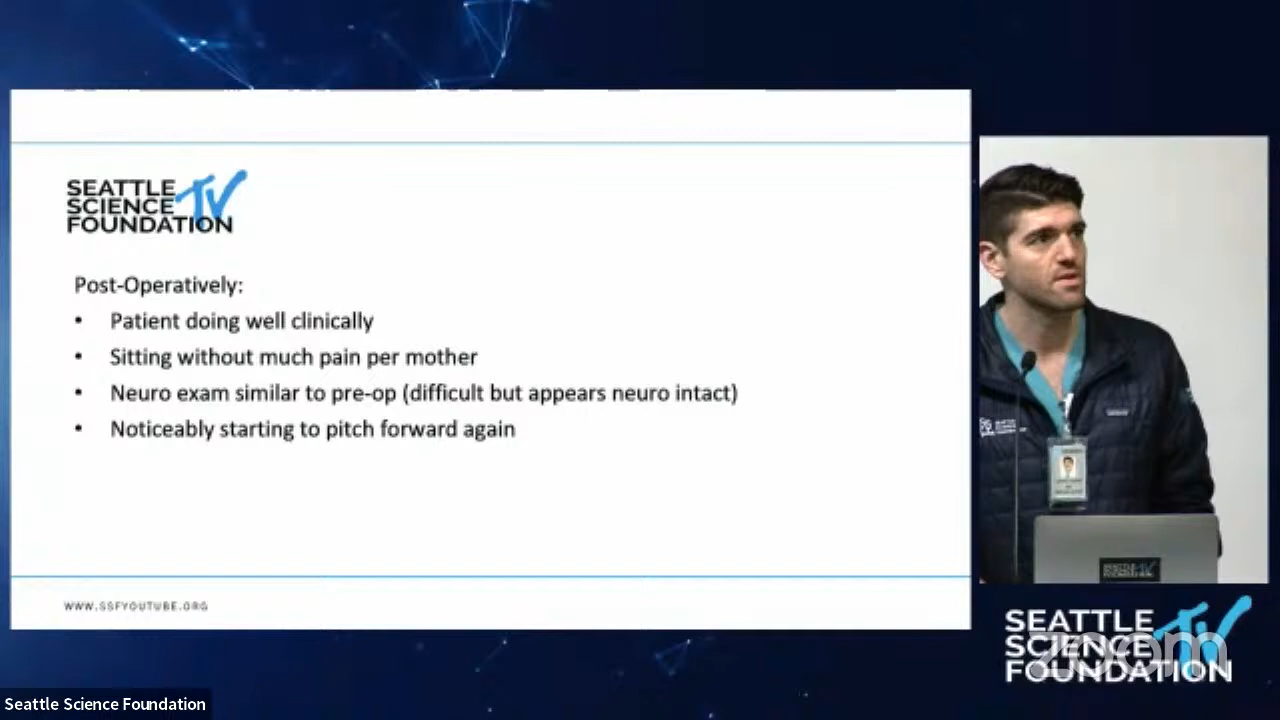 SEATTLE TV
SCIENCE
FOUNDATION
Post-Operatively:
• Patient doing well clinically
• Sitting without much pain per mother
• Neuro exam similar to pre-op (difficult but appears neuro intact)
• Noticeably starting to pitch forward again
WWW.SSFYOUTUBE.ORG
SEATTLE TV
SCIENCE
FOUNDATION
zoom
Seattle Science Foundation